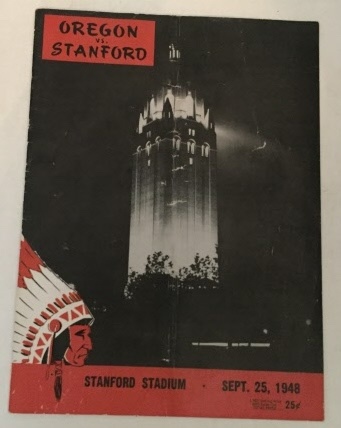 OREGON
vs.
STANFORD
STANFORD STADIUM · SEPT. 25, 1948
25¢